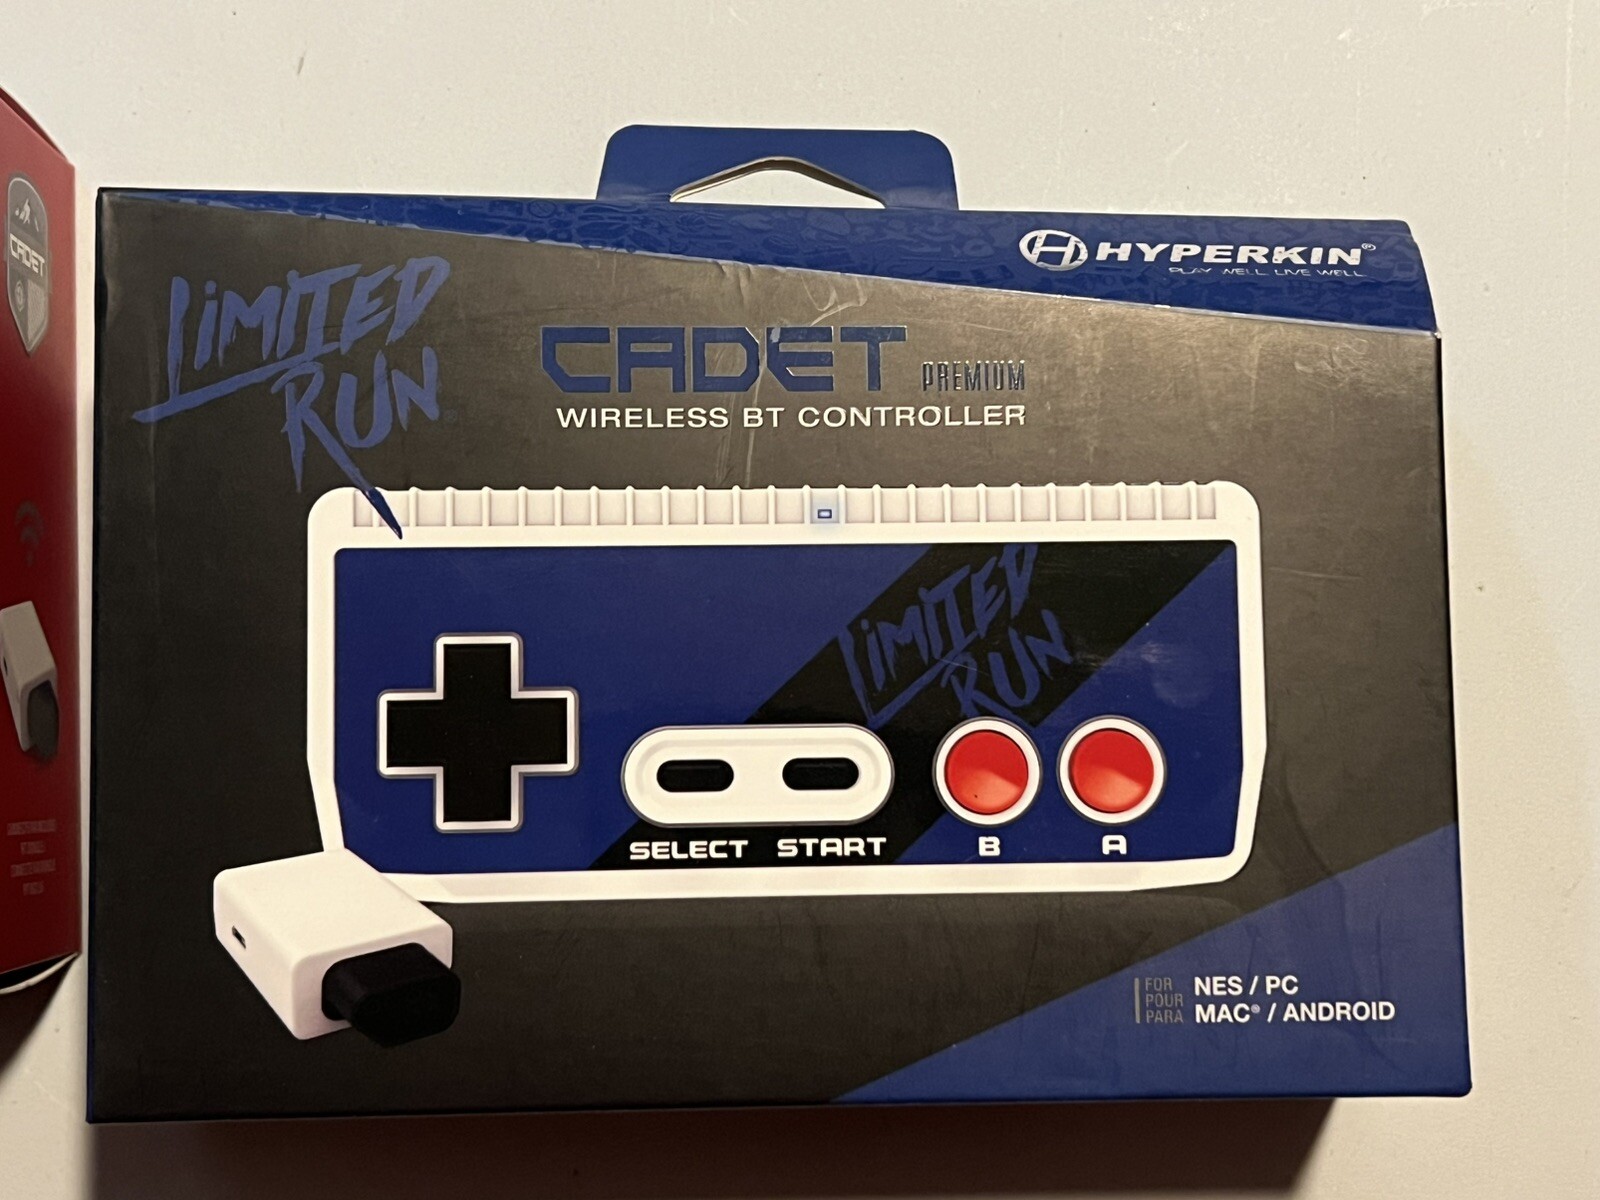 CADET
LIMITED
RUN
HYPERKIN®
PLAY WELL. LIVE WELL.
CADET PREMIUM
WIRELESS BT CONTROLLER
LIMITED
RUN
SELECT START B A
FOR
POUR
PARA
NES / PC
MAC® / ANDROID